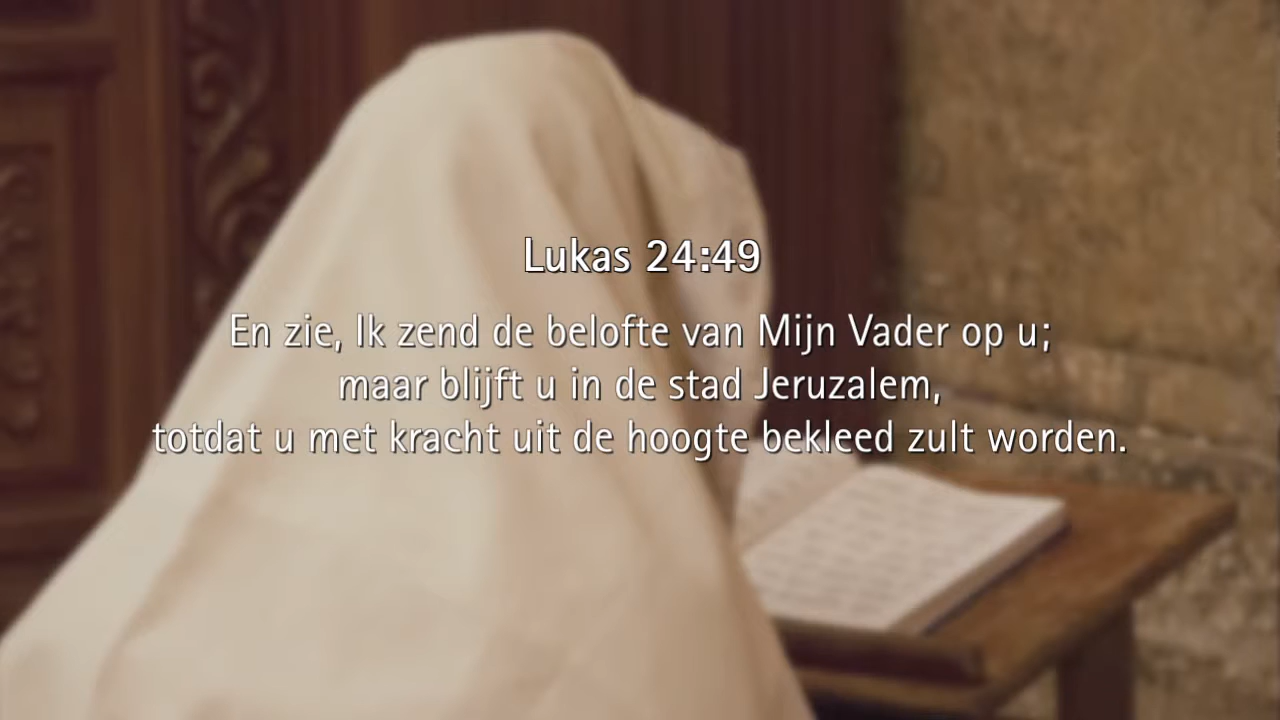 Lukas 24:49
En zie, Ik zend de belofte van Mijn Vader op u;
maar blijft u in de stad Jeruzalem,
totdat u met kracht uit de hoogte bekleed zult worden.